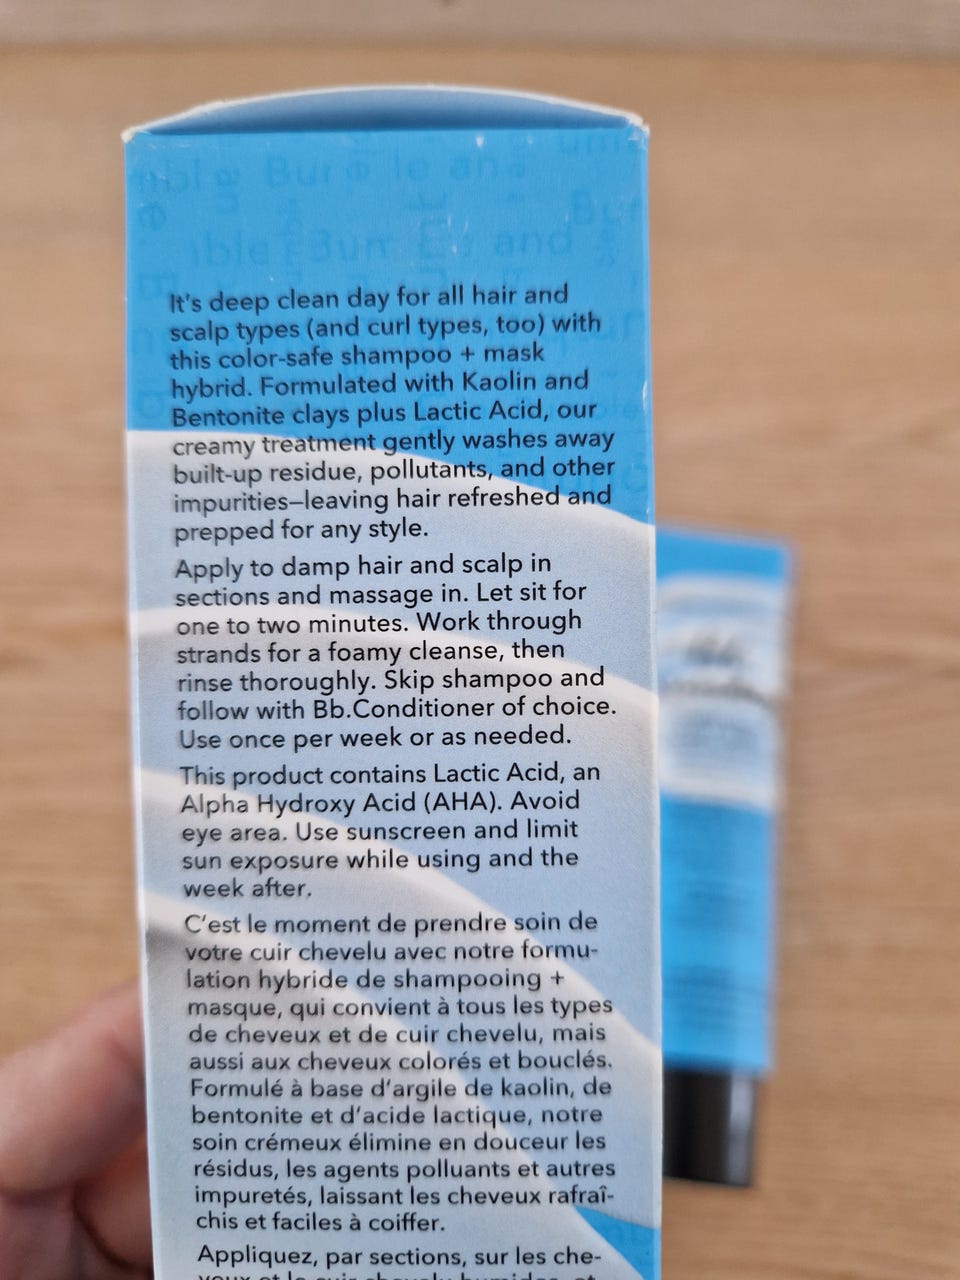 It's deep clean day for all hair and
scalp types (and curl types, too) with
this color-safe shampoo + mask
hybrid. Formulated with Kaolin and
Bentonite clays plus Lactic Acid, our
creamy treatment gently washes away
built-up residue, pollutants, and other
impurities—leaving hair refreshed and
prepped for any style.
Apply to damp hair and scalp in
sections and massage in. Let sit for
one to two minutes. Work through
strands for a foamy cleanse, then
rinse thoroughly. Skip shampoo and
follow with Bb.Conditioner of choice.
Use once per week or as needed.
This product contains Lactic Acid, an
Alpha Hydroxy Acid (AHA). Avoid
eye area. Use sunscreen and limit
sun exposure while using and the
week after.
C'est le moment de prendre soin de
votre cuir chevelu avec notre formu-
lation hybride de shampooing +
masque, qui convient à tous les types
de cheveux et de cuir chevelu, mais
aussi aux cheveux colorés et bouclés.
Formulé à base d'argile de kaolin, de
bentonite et d'acide lactique, notre
soin crémeux élimine en douceur les
résidus, les agents polluants et autres
impuretés, laissant les cheveux rafraî-
chis et faciles à coiffer.
Appliquez, par sections, sur les che-